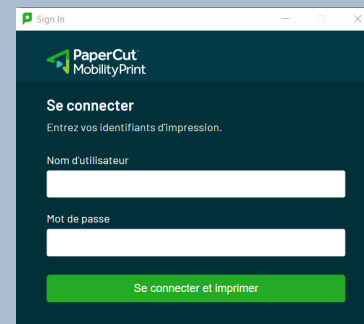 Sign In
PaperCut
MobilityPrint
Se connecter
Entrez vos identifiants d'impression.
Nom d'utilisateur
Mot de passe
Se connecter et imprimer